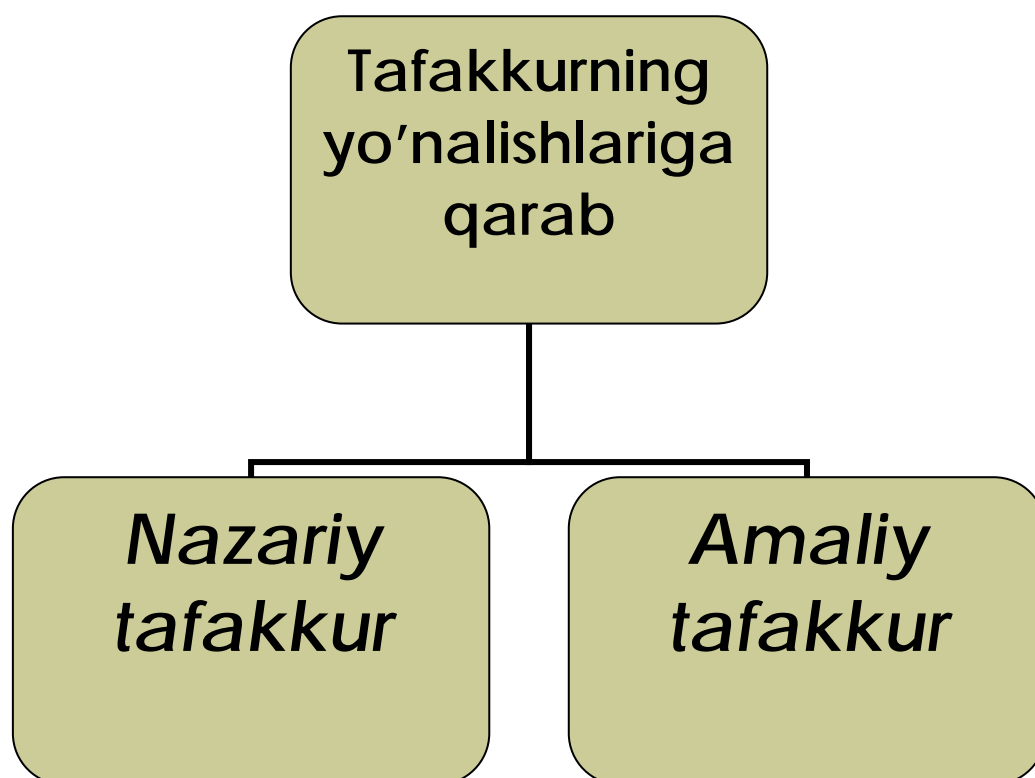 Tafakkurning
yo’nalishlariga
qarab
Nazariy
tafakkur
Amaliy
tafakkur